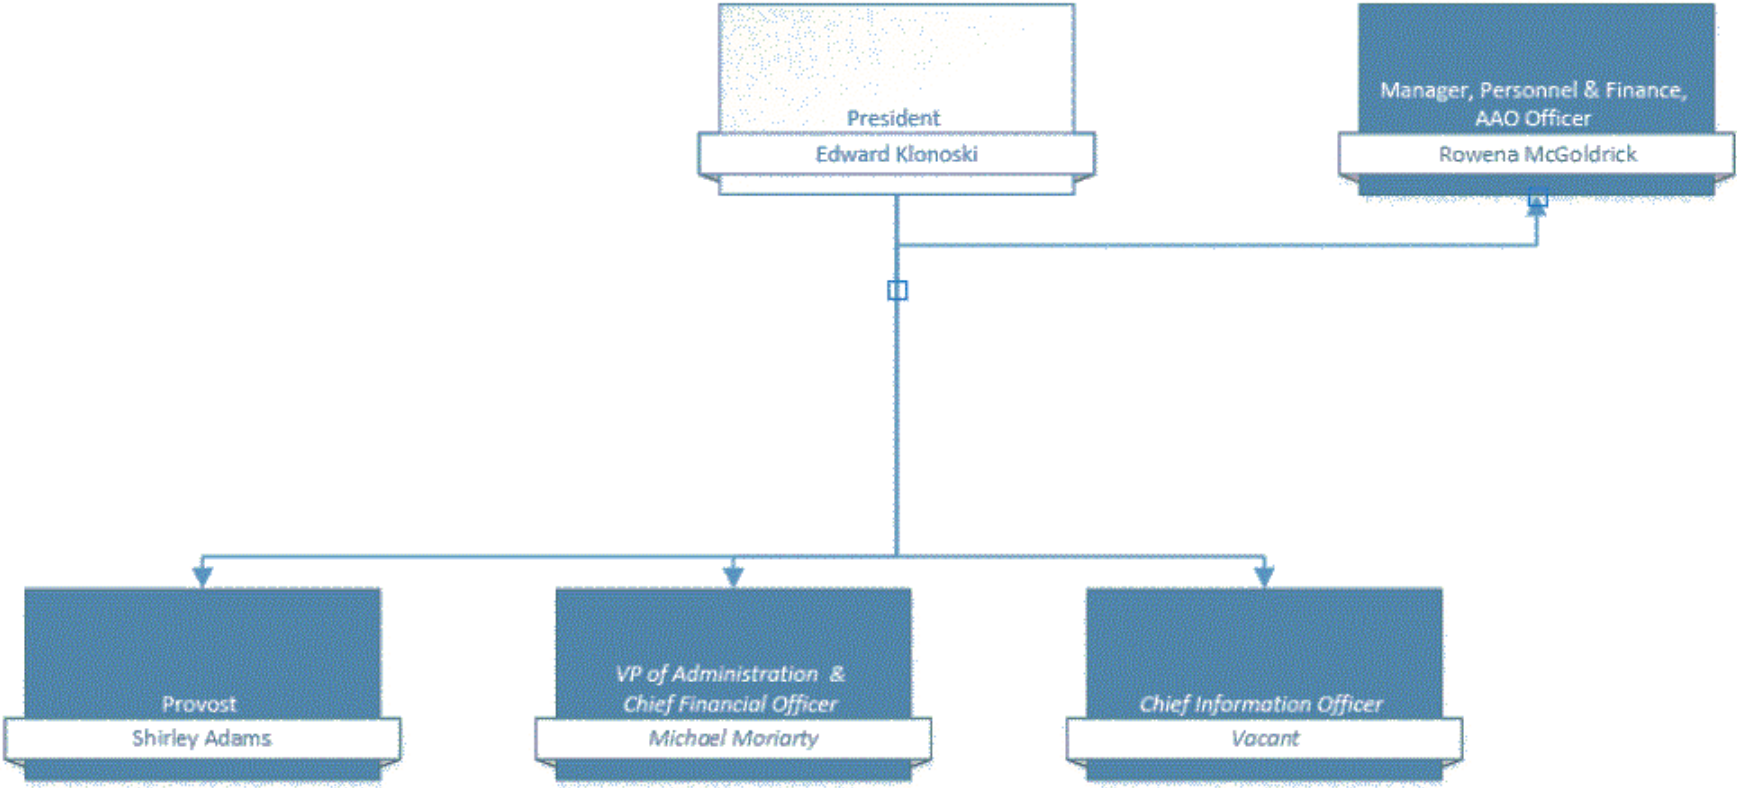 President
Edward Klonoski
Manager, Personnel & Finance,
AAO Officer
Rowena McGoldrick
Provost
Shirley Adams
VP of Administration &
Chief Financial Officer
Michael Moriarty
Chief Information Officer
Vacant